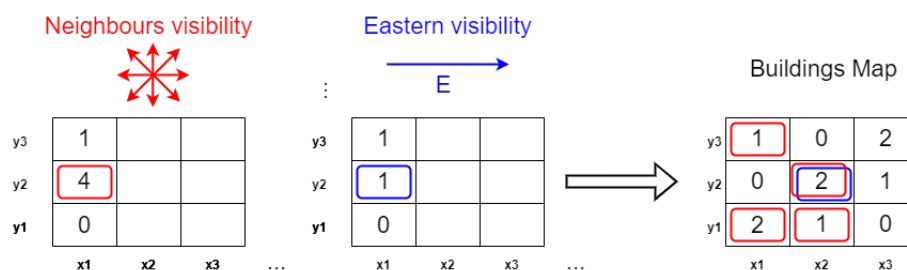 Neighbours visibility
Eastern visibility
E
Buildings Map
⋮
y3 1
y2 4
y1 0
x1 x2 x3 ...
y3 1
y2 1
y1 0
x1 x2 x3 ...
y3 1 0 2
y2 0 2 1
y1 2 1 0
x1 x2 x3